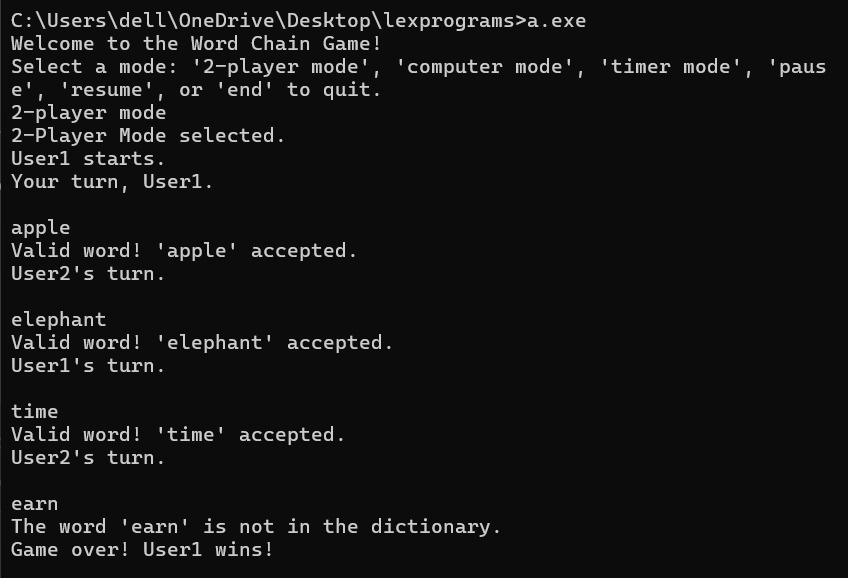 C:\Users\dell\OneDrive\Desktop\lexprograms>a.exe
Welcome to the Word Chain Game!
Select a mode: '2-player mode', 'computer mode', 'timer mode', 'paus
e', 'resume', or 'end' to quit.
2-player mode
2-Player Mode selected.
User1 starts.
Your turn, User1.
apple
Valid word! 'apple' accepted.
User2's turn.
elephant
Valid word! 'elephant' accepted.
User1's turn.
time
Valid word! 'time' accepted.
User2's turn.
earn
The word 'earn' is not in the dictionary.
Game over! User1 wins!